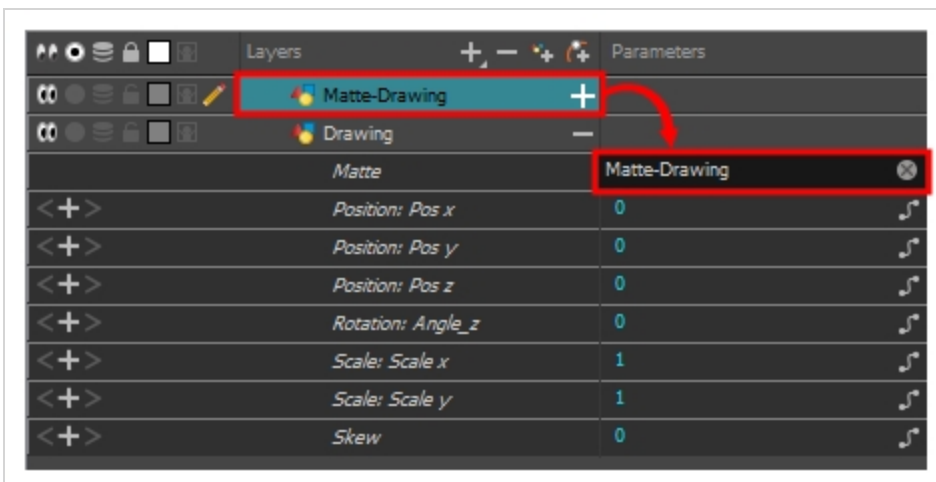 Layers Parameters
Matte-Drawing
Drawing
Matte Matte-Drawing
Position: Pos x 0
Position: Pos y 0
Position: Pos z 0
Rotation: Angle_z 0
Scale: Scale x 1
Scale: Scale y 1
Skew 0